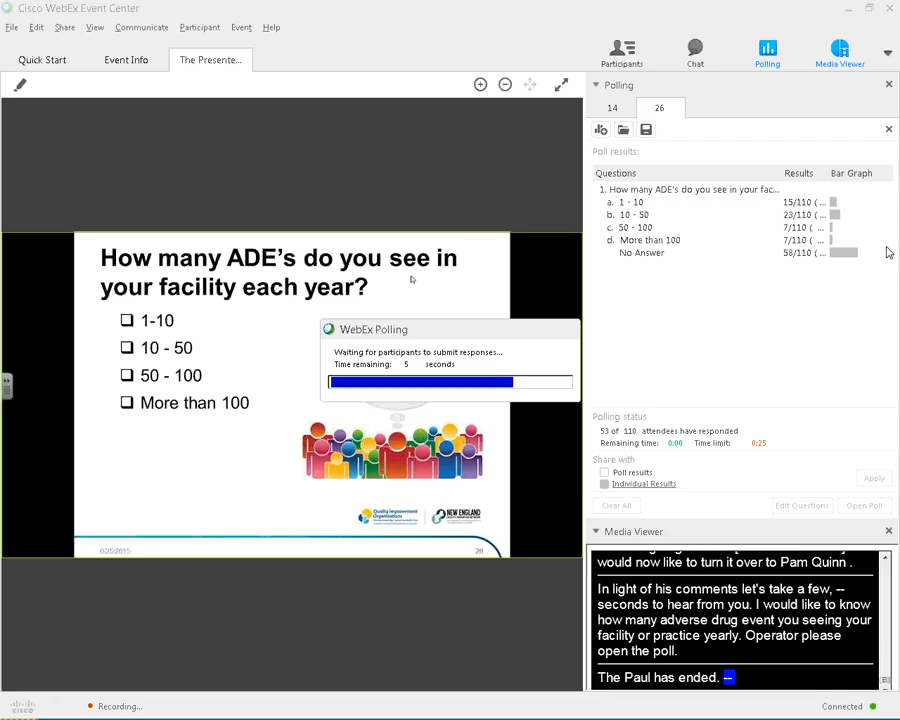 Cisco WebEx Event Center
File Edit Share View Communicate Participant Event Help
Quick Start Event Info The Presente...
Participants Chat Polling Media Viewer
Polling
14 26
Poll results:
Questions Results Bar Graph
1. How many ADE's do you see in your fac...
a. 1 - 10 15/110 ( ...
b. 10 - 50 23/110 ( ...
c. 50 - 100 7/110 ( ...
d. More than 100 7/110 ( ...
No Answer 58/110 ( ...
How many ADE's do you see in
your facility each year?
1-10
10 - 50
50 - 100
More than 100
WebEx Polling
Waiting for participants to submit responses...
Time remaining: 5 seconds
Quality Improvement
Organizations
NEW ENGLAND
6/25/2015 26
Polling status
53 of 110 attendees have responded
Remaining time: 0:00 Time limit: 0:25
Share with
Poll results
Individual Results
Apply
Clear All Edit Questions Open Poll
Media Viewer
would now like to turn it over to Pam Quinn .
In light of his comments let's take a few, --
seconds to hear from you. I would like to know
how many adverse drug event you seeing your
facility or practice yearly. Operator please
open the poll.
The Paul has ended. --
cisco Recording... Connected